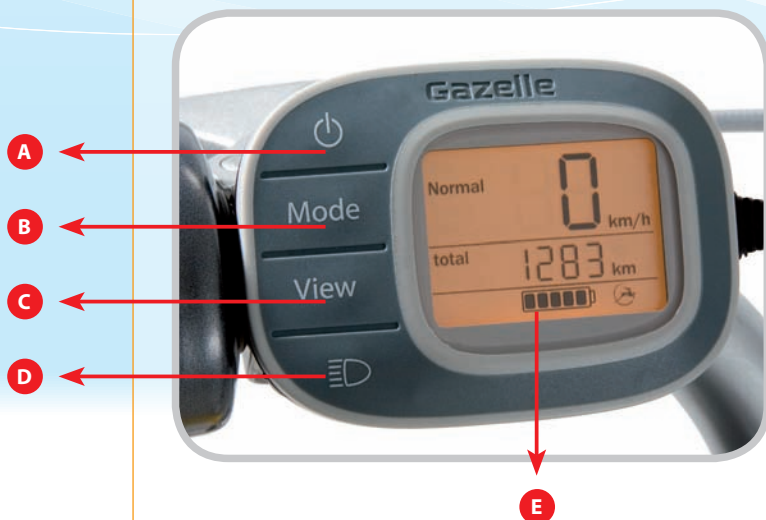 Gazelle
A
B
Mode
C
View
D
Normal
0 km/h
total 1283 km
E